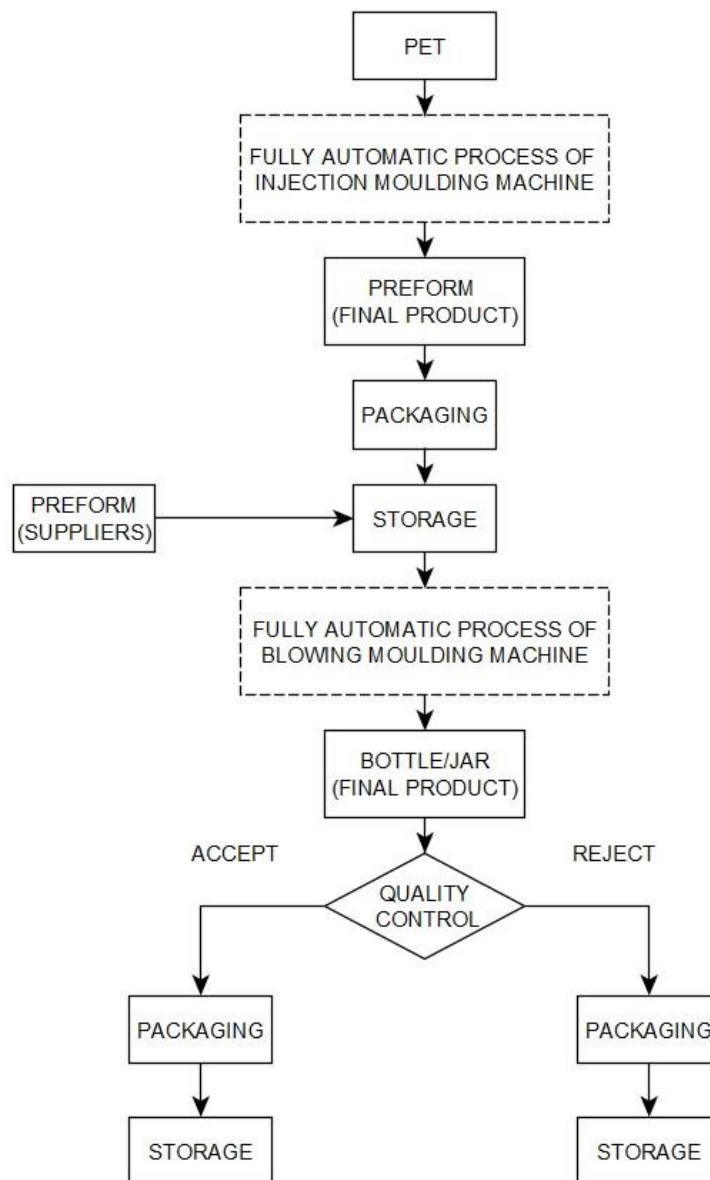 PET
FULLY AUTOMATIC PROCESS OF
INJECTION MOULDING MACHINE
PREFORM
(FINAL PRODUCT)
PACKAGING
PREFORM
(SUPPLIERS)
STORAGE
FULLY AUTOMATIC PROCESS OF
BLOWING MOULDING MACHINE
BOTTLE/JAR
(FINAL PRODUCT)
ACCEPT
REJECT
QUALITY
CONTROL
PACKAGING
PACKAGING
STORAGE
STORAGE